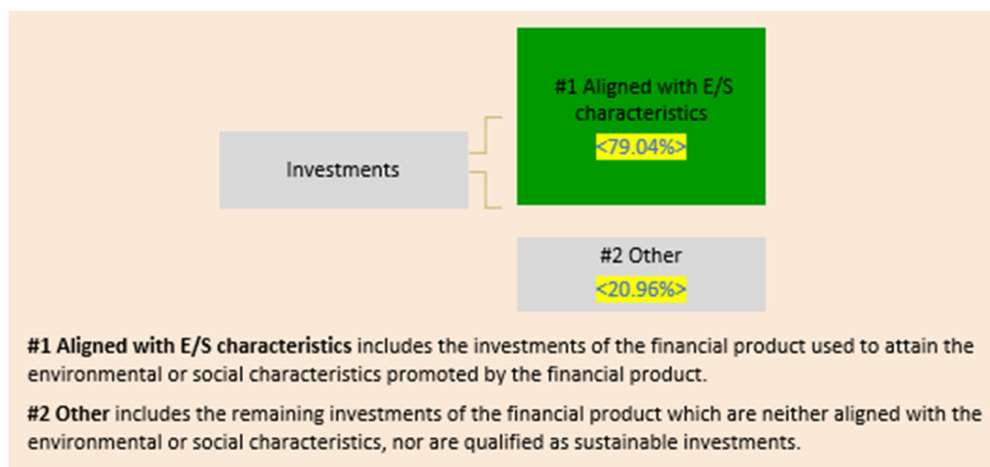 #1 Aligned with E/S
characteristics
<79.04%>
Investments
#2 Other
<20.96%>
#1 Aligned with E/S characteristics includes the investments of the financial product used to attain the
environmental or social characteristics promoted by the financial product.
#2 Other includes the remaining investments of the financial product which are neither aligned with the
environmental or social characteristics, nor are qualified as sustainable investments.